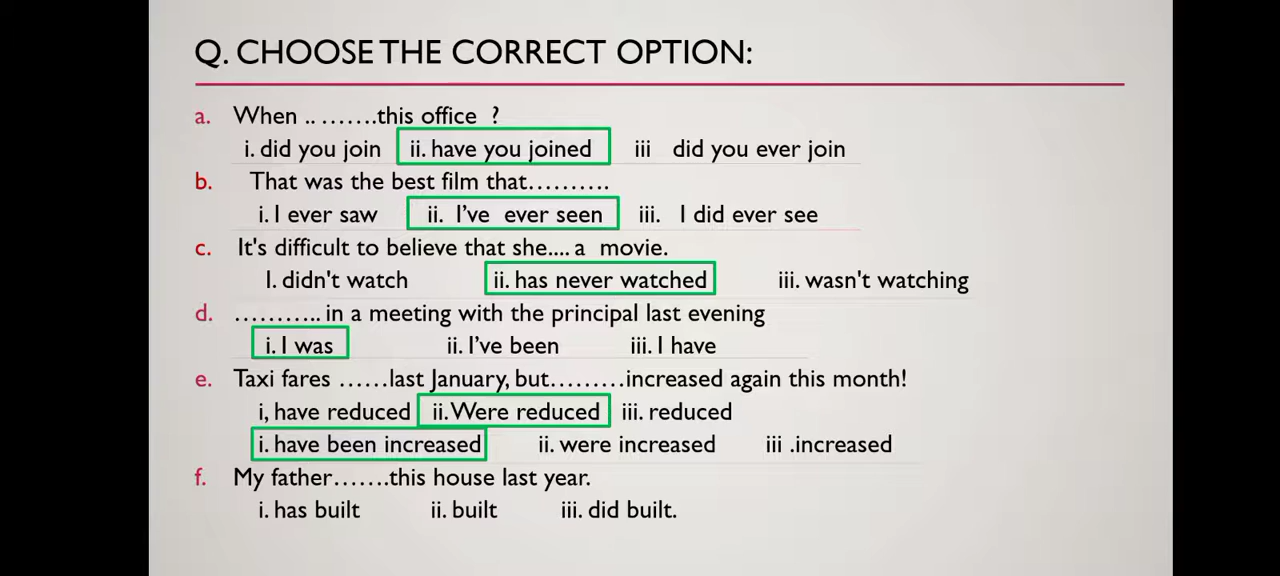 Q. CHOOSE THE CORRECT OPTION:
a. When .. …….this office ?
i. did you join ii. have you joined iii did you ever join
b. That was the best film that……….
i. I ever saw ii. I’ve ever seen iii. I did ever see
c. It's difficult to believe that she.... a movie.
I. didn't watch ii. has never watched iii. wasn't watching
d. ……….. in a meeting with the principal last evening
i. I was ii. I’ve been iii. I have
e. Taxi fares ……last January, but………increased again this month!
i, have reduced ii. Were reduced iii. reduced
i. have been increased ii. were increased iii .increased
f. My father…….this house last year.
i. has built ii. built iii. did built.